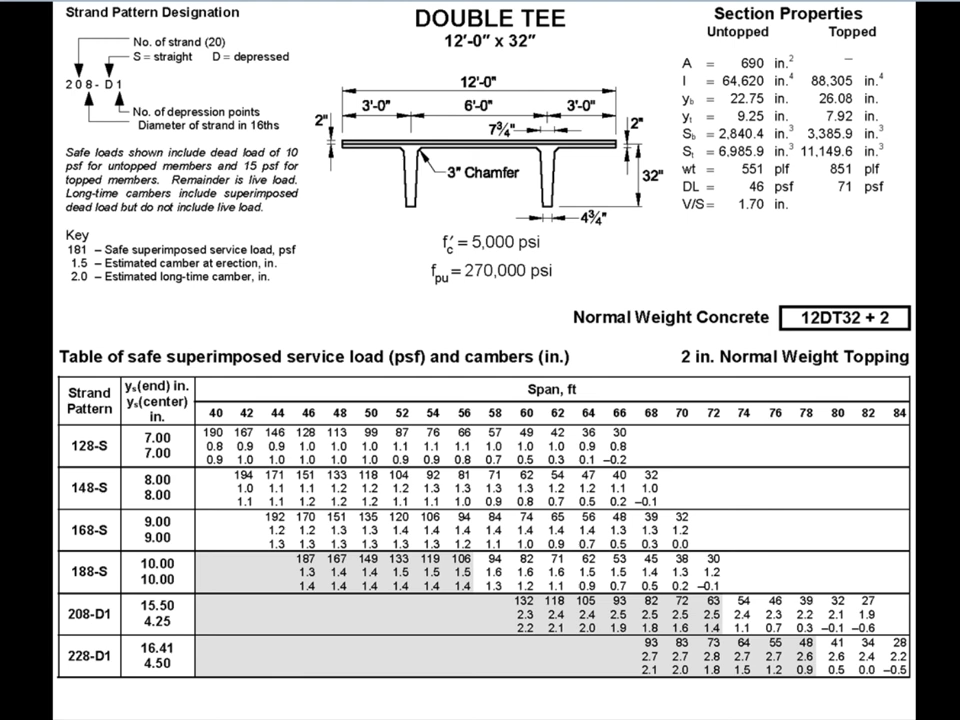 Strand Pattern Designation
No. of strand (20)
S = straight D = depressed
208-D1
No. of depression points
Diameter of strand in 16ths
Safe loads shown include dead load of 10
psf for untopped members and 15 psf for
topped members. Remainder is live load.
Long-time cambers include superimposed
dead load but do not include live load.
Key
181 – Safe superimposed service load, psf
1.5 – Estimated camber at erection, in.
2.0 – Estimated long-time camber, in.
DOUBLE TEE
12′-0″ x 32″
12'-0"
3'-0" 6'-0" 3'-0"
2" 7¾" 2"
3" Chamfer 32"
4¾"
f′c = 5,000 psi
fpu = 270,000 psi
Section Properties
Untopped Topped
A = 690 in.² –
I = 64,620 in.⁴ 88,305 in.⁴
yb = 22.75 in. 26.08 in.
yt = 9.25 in. 7.92 in.
Sb = 2,840.4 in.³ 3,385.9 in.³
St = 6,985.9 in.³ 11,149.6 in.³
wt = 551 plf 851 plf
DL = 46 psf 71 psf
V/S = 1.70 in.
Normal Weight Concrete 12DT32 + 2
Table of safe superimposed service load (psf) and cambers (in.) 2 in. Normal Weight Topping
Strand Pattern
ys(end) in.
ys(center) in.
Span, ft
40 42 44 46 48 50 52 54 56 58 60 62 64 66 68 70 72 74 76 78 80 82 84
128-S
7.00
7.00
190 167 146 128 113 99 87 76 66 57 49 42 36 30
0.8 0.9 0.9 1.0 1.0 1.0 1.1 1.1 1.1 1.0 1.0 1.0 0.9 0.8
0.9 1.0 1.0 1.0 1.0 1.0 0.9 0.9 0.8 0.7 0.5 0.3 0.1 –0.2
148-S
8.00
8.00
194 171 151 133 118 104 92 81 71 62 54 47 40 32
1.0 1.1 1.1 1.2 1.2 1.2 1.3 1.3 1.3 1.3 1.2 1.2 1.1 1.0
1.1 1.1 1.2 1.2 1.2 1.1 1.1 1.0 0.9 0.8 0.7 0.5 0.2 –0.1
168-S
9.00
9.00
192 170 151 135 120 106 94 84 74 65 56 48 39 32
1.2 1.2 1.3 1.3 1.4 1.4 1.4 1.4 1.4 1.4 1.4 1.3 1.3 1.2
1.3 1.3 1.3 1.3 1.3 1.3 1.2 1.1 1.0 0.9 0.7 0.5 0.3 0.0
188-S
10.00
10.00
187 167 149 133 119 106 94 82 71 62 53 45 38 30
1.3 1.4 1.4 1.5 1.5 1.5 1.6 1.6 1.6 1.5 1.5 1.4 1.3 1.2
1.4 1.4 1.4 1.4 1.4 1.4 1.3 1.2 1.1 0.9 0.7 0.5 0.2 –0.1
208-D1
15.50
4.25
132 118 105 93 82 72 63 54 46 39 32 27
2.3 2.4 2.4 2.5 2.5 2.5 2.5 2.4 2.3 2.2 2.1 1.9
2.2 2.1 2.0 1.9 1.8 1.6 1.4 1.1 0.7 0.3 –0.1 –0.6
228-D1
16.41
4.50
93 83 73 64 55 48 41 34 28
2.7 2.7 2.8 2.7 2.7 2.6 2.6 2.4 2.2
2.1 2.0 1.8 1.5 1.2 0.9 0.5 0.0 –0.5